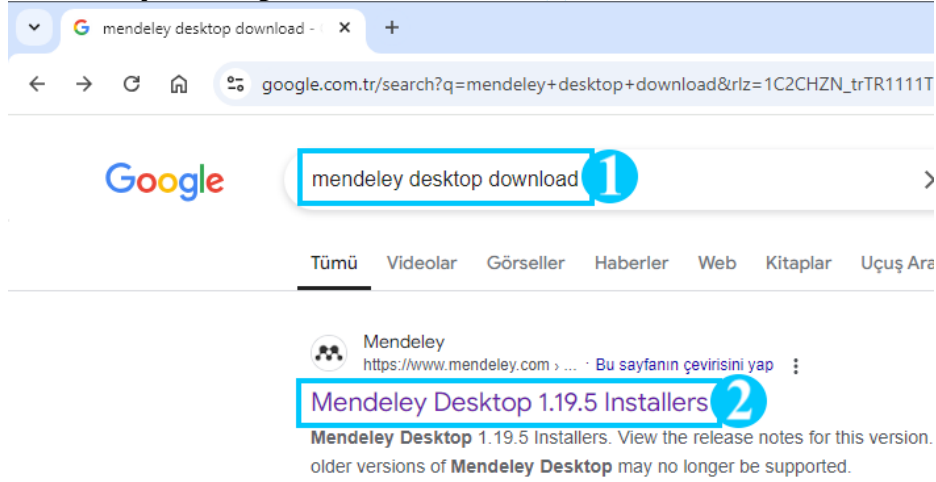 mendeley desktop download -
google.com.tr/search?q=mendeley+desktop+download&rlz=1C2CHZN_trTR1111T
Google
mendeley desktop download
1
Tümü Videolar Görseller Haberler Web Kitaplar Uçuş Ara
Mendeley
https://www.mendeley.com › ... · Bu sayfanın çevirisini yap
Mendeley Desktop 1.19.5 Installers
2
Mendeley Desktop 1.19.5 Installers. View the release notes for this version.
older versions of Mendeley Desktop may no longer be supported.